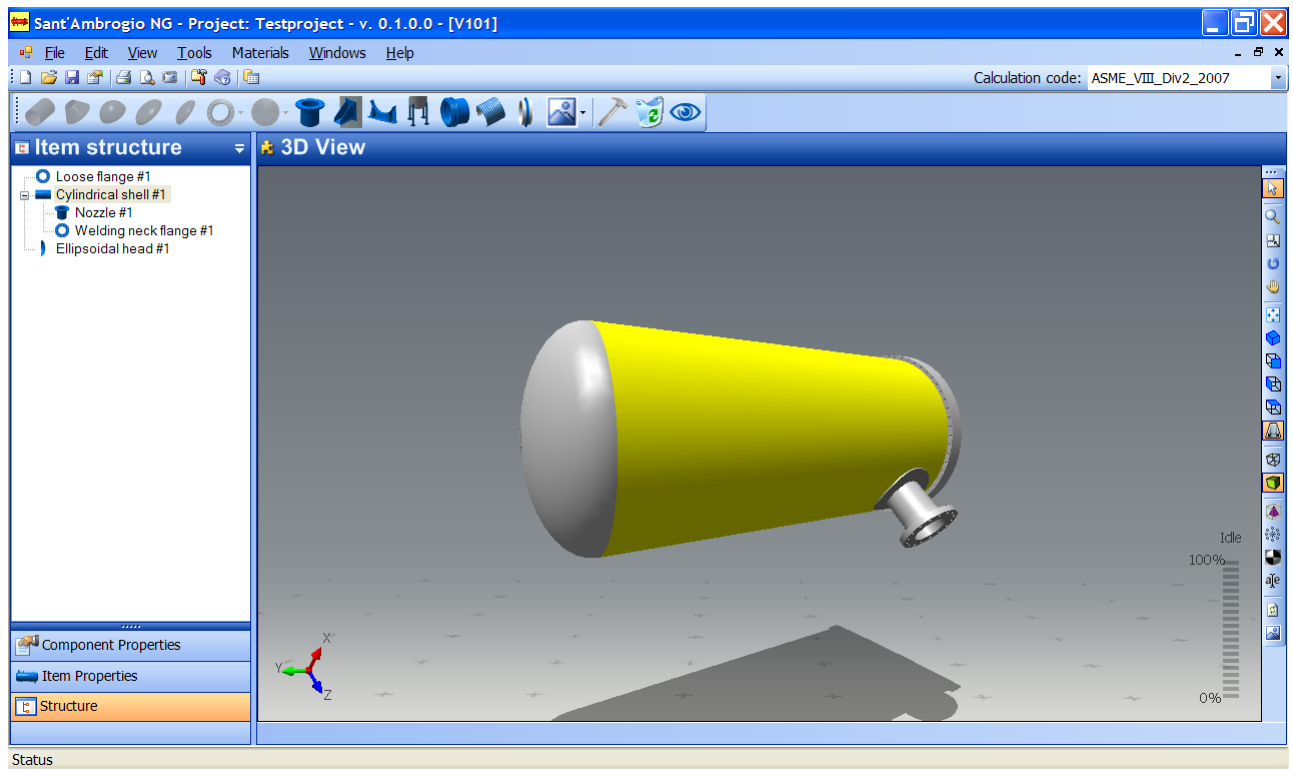 Sant'Ambrogio NG - Project: Testproject - v. 0.1.0.0 - [V101]
File Edit View Tools Materials Windows Help
Calculation code: ASME_VIII_Div2_2007
Item structure
3D View
Loose flange #1
Cylindrical shell #1
Nozzle #1
Welding neck flange #1
Ellipsoidal head #1
Idle
100%
0%
X
Y
Z
Component Properties
Item Properties
Structure
Status